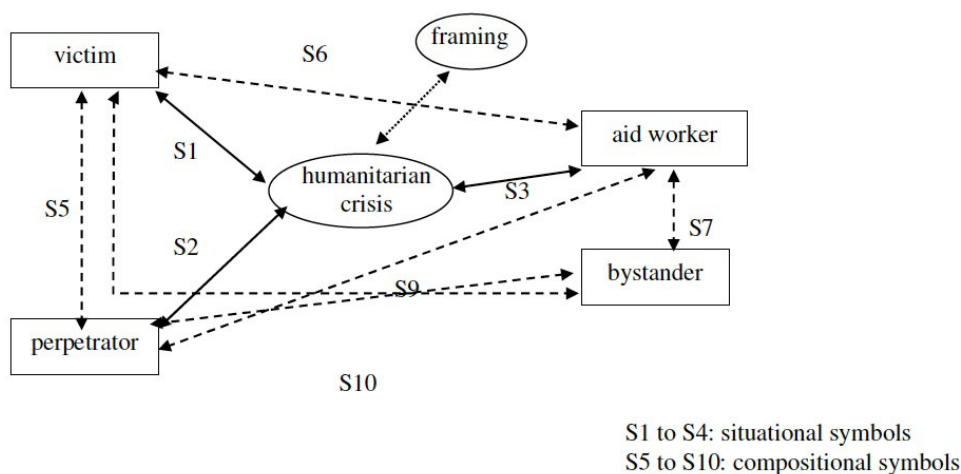 framing
victim
S6
aid worker
S1
humanitarian
crisis
S3
S5
S7
S2
bystander
S9
perpetrator
S10
S1 to S4: situational symbols
S5 to S10: compositional symbols